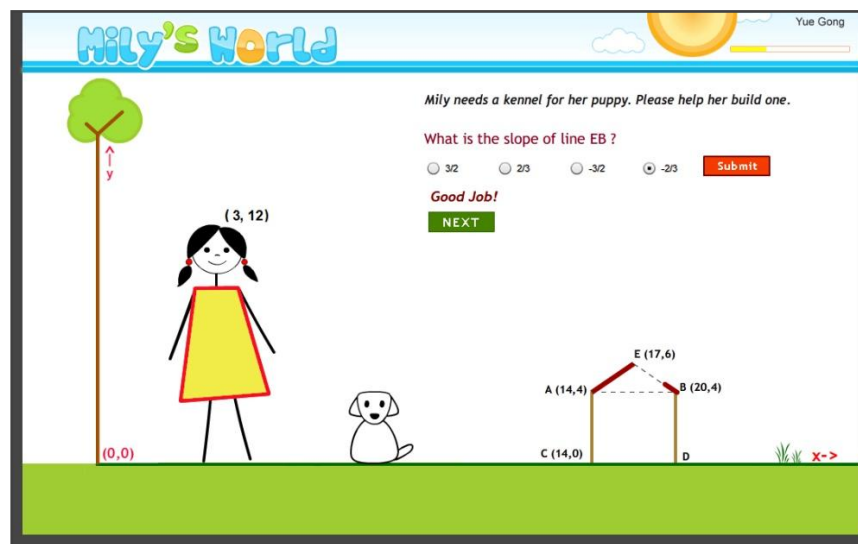 Mily's World
Yue Gong
Mily needs a kennel for her puppy. Please help her build one.
What is the slope of line EB ?
3/2 2/3 -3/2 -2/3 Submit
Good Job!
NEXT
y
(3, 12)
E (17,6)
A (14,4) B (20,4)
(0,0) C (14,0) D x->